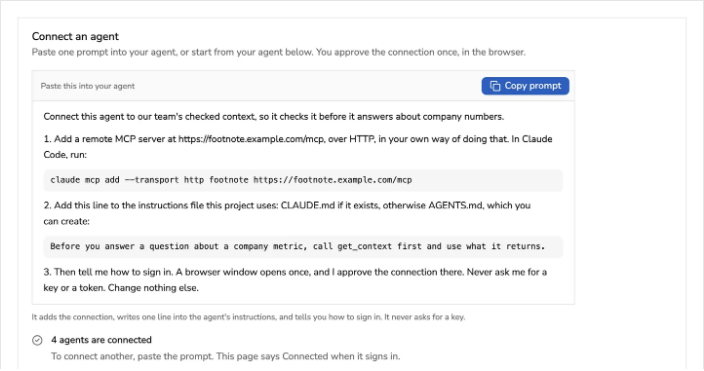 Connect an agent
Paste one prompt into your agent, or start from your agent below. You approve the connection once, in the browser.
Paste this into your agent
Copy prompt
Connect this agent to our team's checked context, so it checks it before it answers about company numbers.
1. Add a remote MCP server at https://footnote.example.com/mcp, over HTTP, in your own way of doing that. In Claude
Code, run:
claude mcp add --transport http footnote https://footnote.example.com/mcp
2. Add this line to the instructions file this project uses: CLAUDE.md if it exists, otherwise AGENTS.md, which you
can create:
Before you answer a question about a company metric, call get_context first and use what it returns.
3. Then tell me how to sign in. A browser window opens once, and I approve the connection there. Never ask me for a
key or a token. Change nothing else.
It adds the connection, writes one line into the agent's instructions, and tells you how to sign in. It never asks for a key.
4 agents are connected
To connect another, paste the prompt. This page says Connected when it signs in.